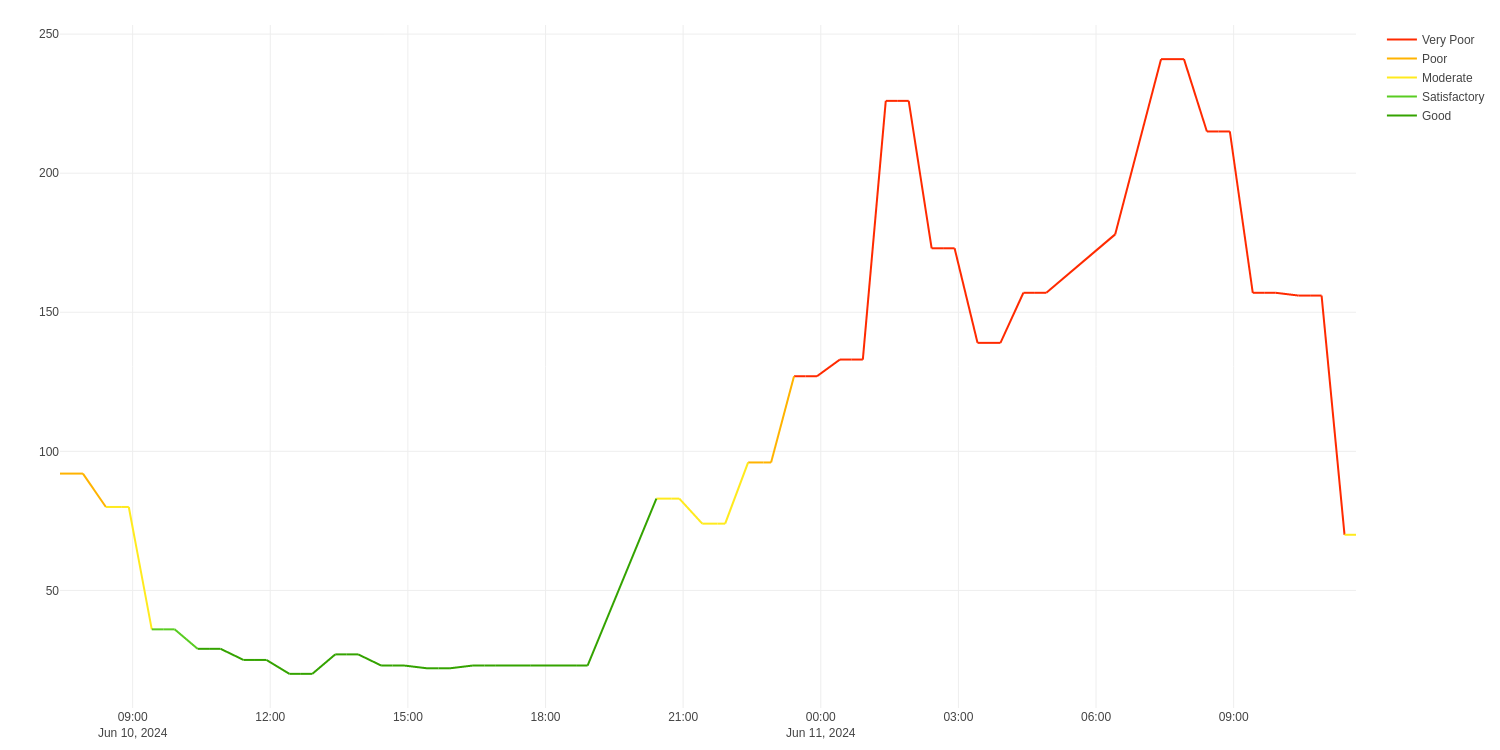 250
200
150
100
50
09:00
Jun 10, 2024
12:00
15:00
18:00
21:00
00:00
Jun 11, 2024
03:00
06:00
09:00
Very Poor
Poor
Moderate
Satisfactory
Good